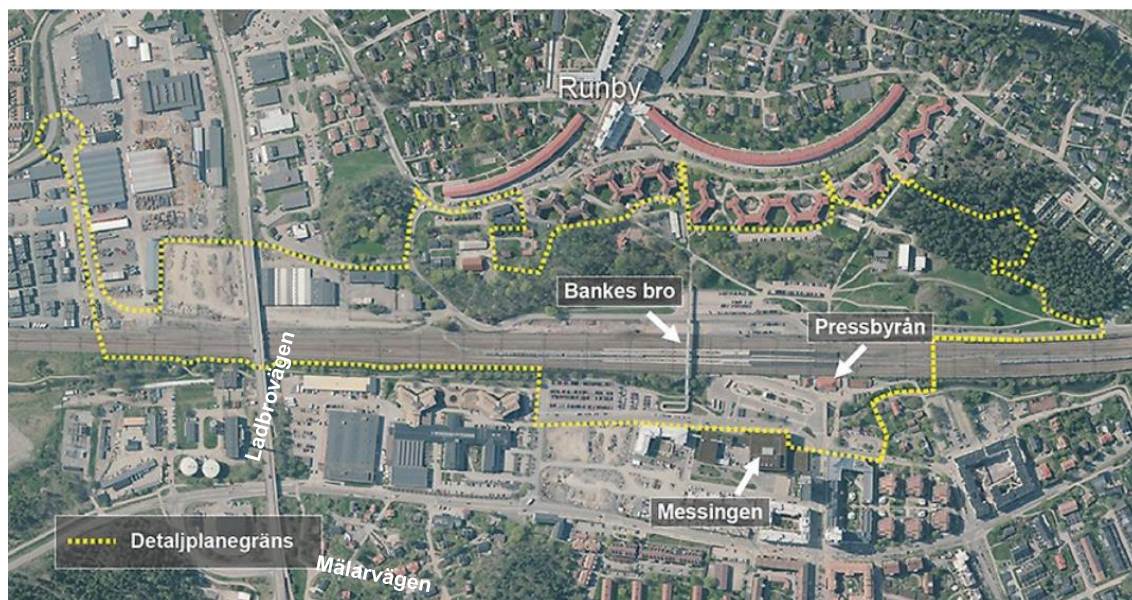 Runby
Bankes bro
Pressbyrån
Ladbrovägen
Messingen
Detaljplanegräns
Mälarvägen